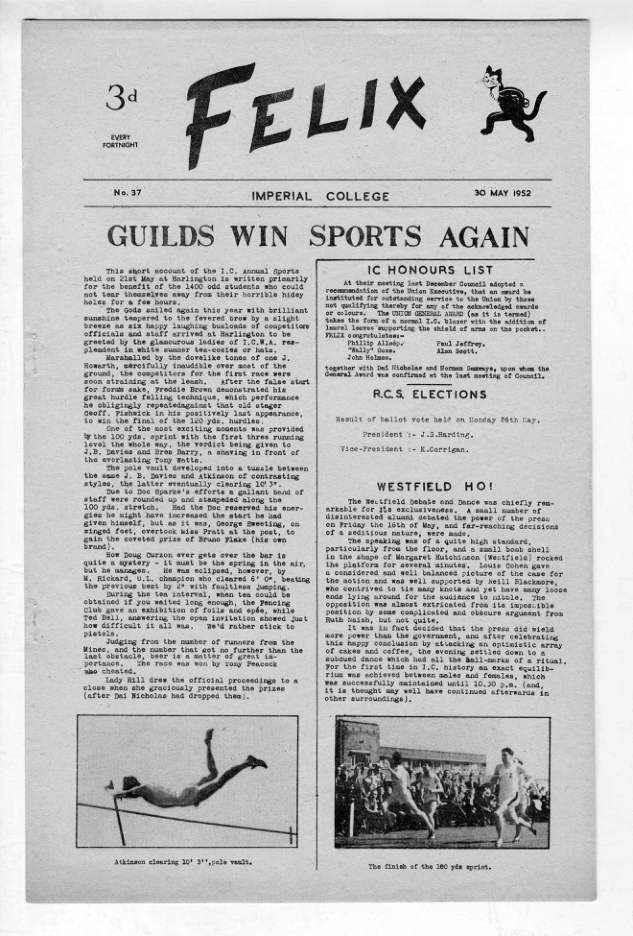 3d
EVERY
FORTNIGHT
FELIX
No. 37
IMPERIAL COLLEGE
30 MAY 1952
GUILDS WIN SPORTS AGAIN
This short account of the I.C. Annual Sports
held on 21st May at Harlington is written primarily
for the benefit of the 1400 odd students who could
not tear themselves away from their horrible hidey
holes for a few hours.
The Gods smiled again this year with brilliant
sunshine tempered to the fevered brow by a slight
breeze as six happy laughing busloads of competitors
officials and staff arrived at Harlington to be
greeted by the glamourous ladies of I.C.W.A. res-
plendent in white summer tea-cosies or hats.
Marshalled by the dovelike tones of one J.
Howarth, mercifully inaudible over most of the
ground, the competitors for the first race were
soon straining at the leash. After the false start
for forms sake, Freddie Brown demonstrated his
great hurdle felling technique, which performance
he obligingly repeatedagainst that old stager
Geoff. Fishwick in his positively last appearance,
to win the final of the 120 yds. hurdles.
One of the most exciting moments was provided
by the 100 yds. sprint with the first three running
level the whole way, the verdict being given to
J.B. Davies and Bres Barry, a shaving in front of
the everlasting Tony Watts.
The pole vault developed into a tussle between
the same J. B. Davies and Atkinson of contrasting
styles, the latter eventually clearing 10'3".
Due to Doc Sparke's efforts a gallant band of
staff were rounded up and stampeded along the
100 yds. stretch. Had the Doc reserved his ener-
gies he might have increased the start he had
given himself, but as it was, George Sweeting, on
winged feet, overtook Miss Pratt at the post, to
gain the coveted prize of Bruno Flake (his own
brand).
How Doug Curzon ever gets over the bar is
quite a mystery - it must be the spring in the air,
but he manages. He was eclipsed, however, by
M. Rickard, U.L. champion who cleared 6' 0", beating
the previous best by 2" with faultless jumping.
During the tea interval, when tea could be
obtained if you waited long enough, the Fencing
Club gave an exhibition of foils and epée, while
Ted Bell, answering the open invitation showed just
how difficult it all was. We'd rather stick to
pistols.
Judging from the number of runners from the
Mines, and the number that got no further than the
last obstacle, beer is a matter of great im-
portance. The race was won by Tony Peacock
who cheated.
Lady Hill drew the official proceedings to a
close when she graciously presented the prizes
(after Dai Nicholas had dropped them).
IC HONOURS LIST
At their meeting last December Council adopted a
recommendation of the Union Executive, that an award be
instituted for outstanding service to the Union by those
not qualifying thereby for any of the acknowledged awards
or colours. The UNION GENERAL AWARD (as it is termed)
takes the form of a normal I.C. blazer with the addition of
laurel leaves supporting the shield of arms on the pocket.
FELIX congratulates:-
Phillip Allsop. Paul Jeffrey.
"Wally" Goss. Alan Scott.
John Holmes.
together with Dai Nicholas and Norman Samways, upon whom the
General Award was confirmed at the last meeting of Council.
R.C.S. ELECTIONS
Result of ballot vote held on Monday 26th May.
President :- J.S.Harding.
Vice-President :- K.Corrigan.
WESTFIELD HO!
The Westfield Debate and Dance was chiefly rem-
arkable for its exclusiveness. A small number of
disinterested alumni debated the power of the press
on Friday the 16th of May, and far-reaching decisions
of a seditious nature, were made.
The speaking was of a quite high standard,
particularly from the floor, and a small bomb shell
in the shape of Margaret Hutchinson (Westfield) rocked
the platform for several minutes. Louis Cohen gave
a considered and well balanced picture of the case for
the motion and was well supported by Neill Blackmore,
who contrived to tie many knots and yet have many loose
ends lying around for the audience to nibble. The
opposition was almost extricated from its impossible
position by some complicated and obscure argument from
Ruth but not quite.
It was in fact decided that the press did wield
more power than the government, and after celebrating
this happy conclusion by attacking an optimistic array
of cakes and coffee, the evening settled down to a
subdued dance which had all the hall-marks of a ritual.
For the first time in I.C. history an exact equilib-
rium was achieved between males and females, which
was successfully maintained until 10.30 p.m. (and,
it is thought may well have continued afterwards in
other surroundings).
Atkinson clearing 10' 3'',pole vault.
The finish of the 180 yds sprint.